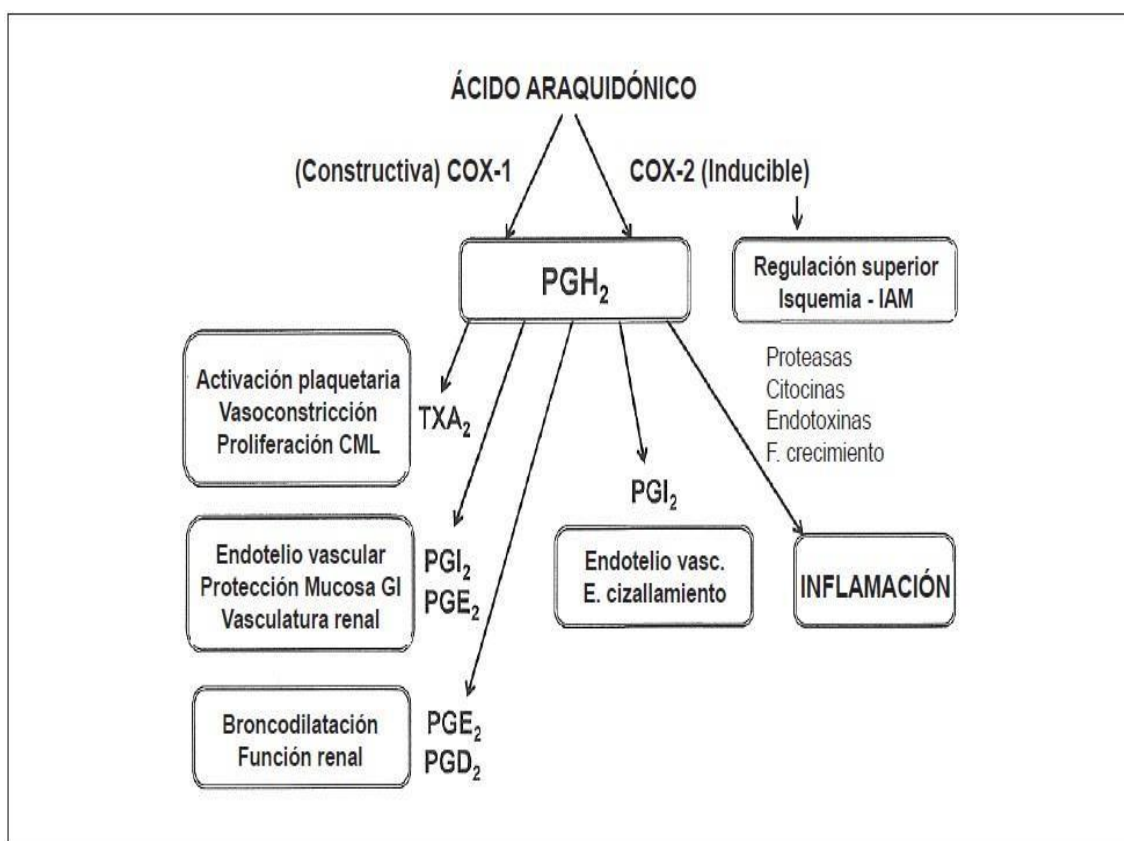 ÁCIDO ARAQUIDÓNICO
(Constructiva) COX-1
COX-2 (Inducible)
PGH₂
Regulación superior
Isquemia - IAM
Proteasas
Citocinas
Endotoxinas
F. crecimiento
Activación plaquetaria
Vasoconstricción
Proliferación CML
TXA₂
Endotelio vascular
Protección Mucosa GI
Vasculatura renal
PGI₂
PGE₂
PGI₂
Endotelio vasc.
E. cizallamiento
INFLAMACIÓN
Broncodilatación
Función renal
PGE₂
PGD₂